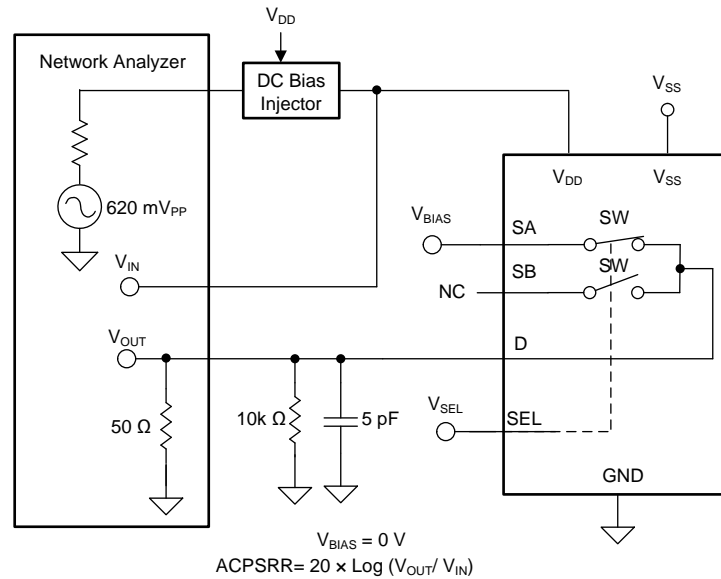 V_DD
Network Analyzer
DC Bias
Injector
V_SS
620 mV_PP
V_DD
V_SS
V_BIAS
SA
SW
V_IN
SB
SW
NC
V_OUT
D
50 Ω
10k Ω
5 pF
V_SEL
SEL
GND
V_BIAS = 0 V
ACPSRR= 20 × Log (V_OUT/ V_IN)